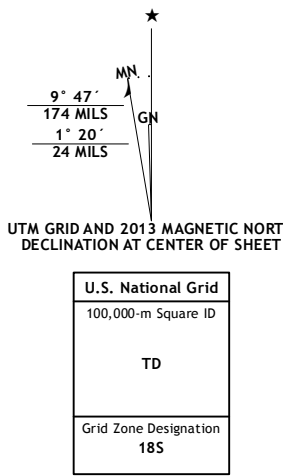 ★
MN
9° 47´
174 MILS
GN
1° 20´
24 MILS
UTM GRID AND 2013 MAGNETIC NORT
DECLINATION AT CENTER OF SHEET
U.S. National Grid
100,000-m Square ID
TD
Grid Zone Designation
18S